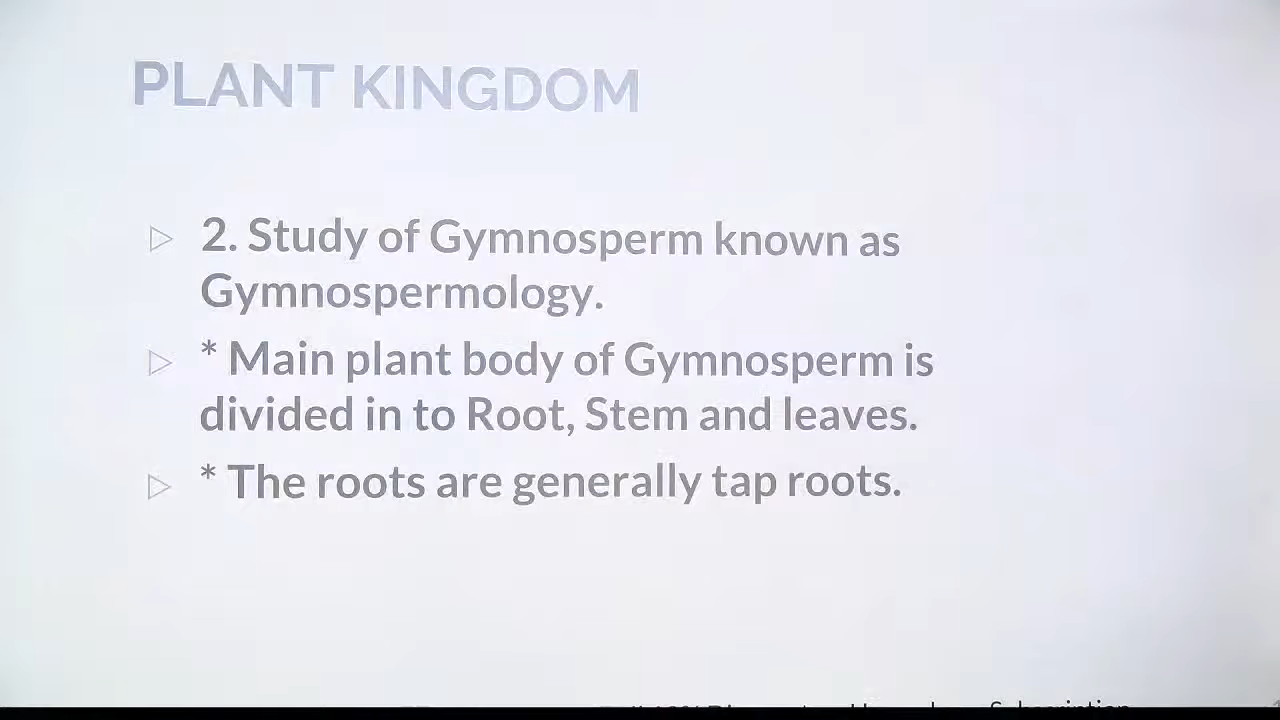 PLANT KINGDOM
2. Study of Gymnosperm known as
Gymnospermology.
* Main plant body of Gymnosperm is
divided in to Root, Stem and leaves.
* The roots are generally tap roots.
Subscription